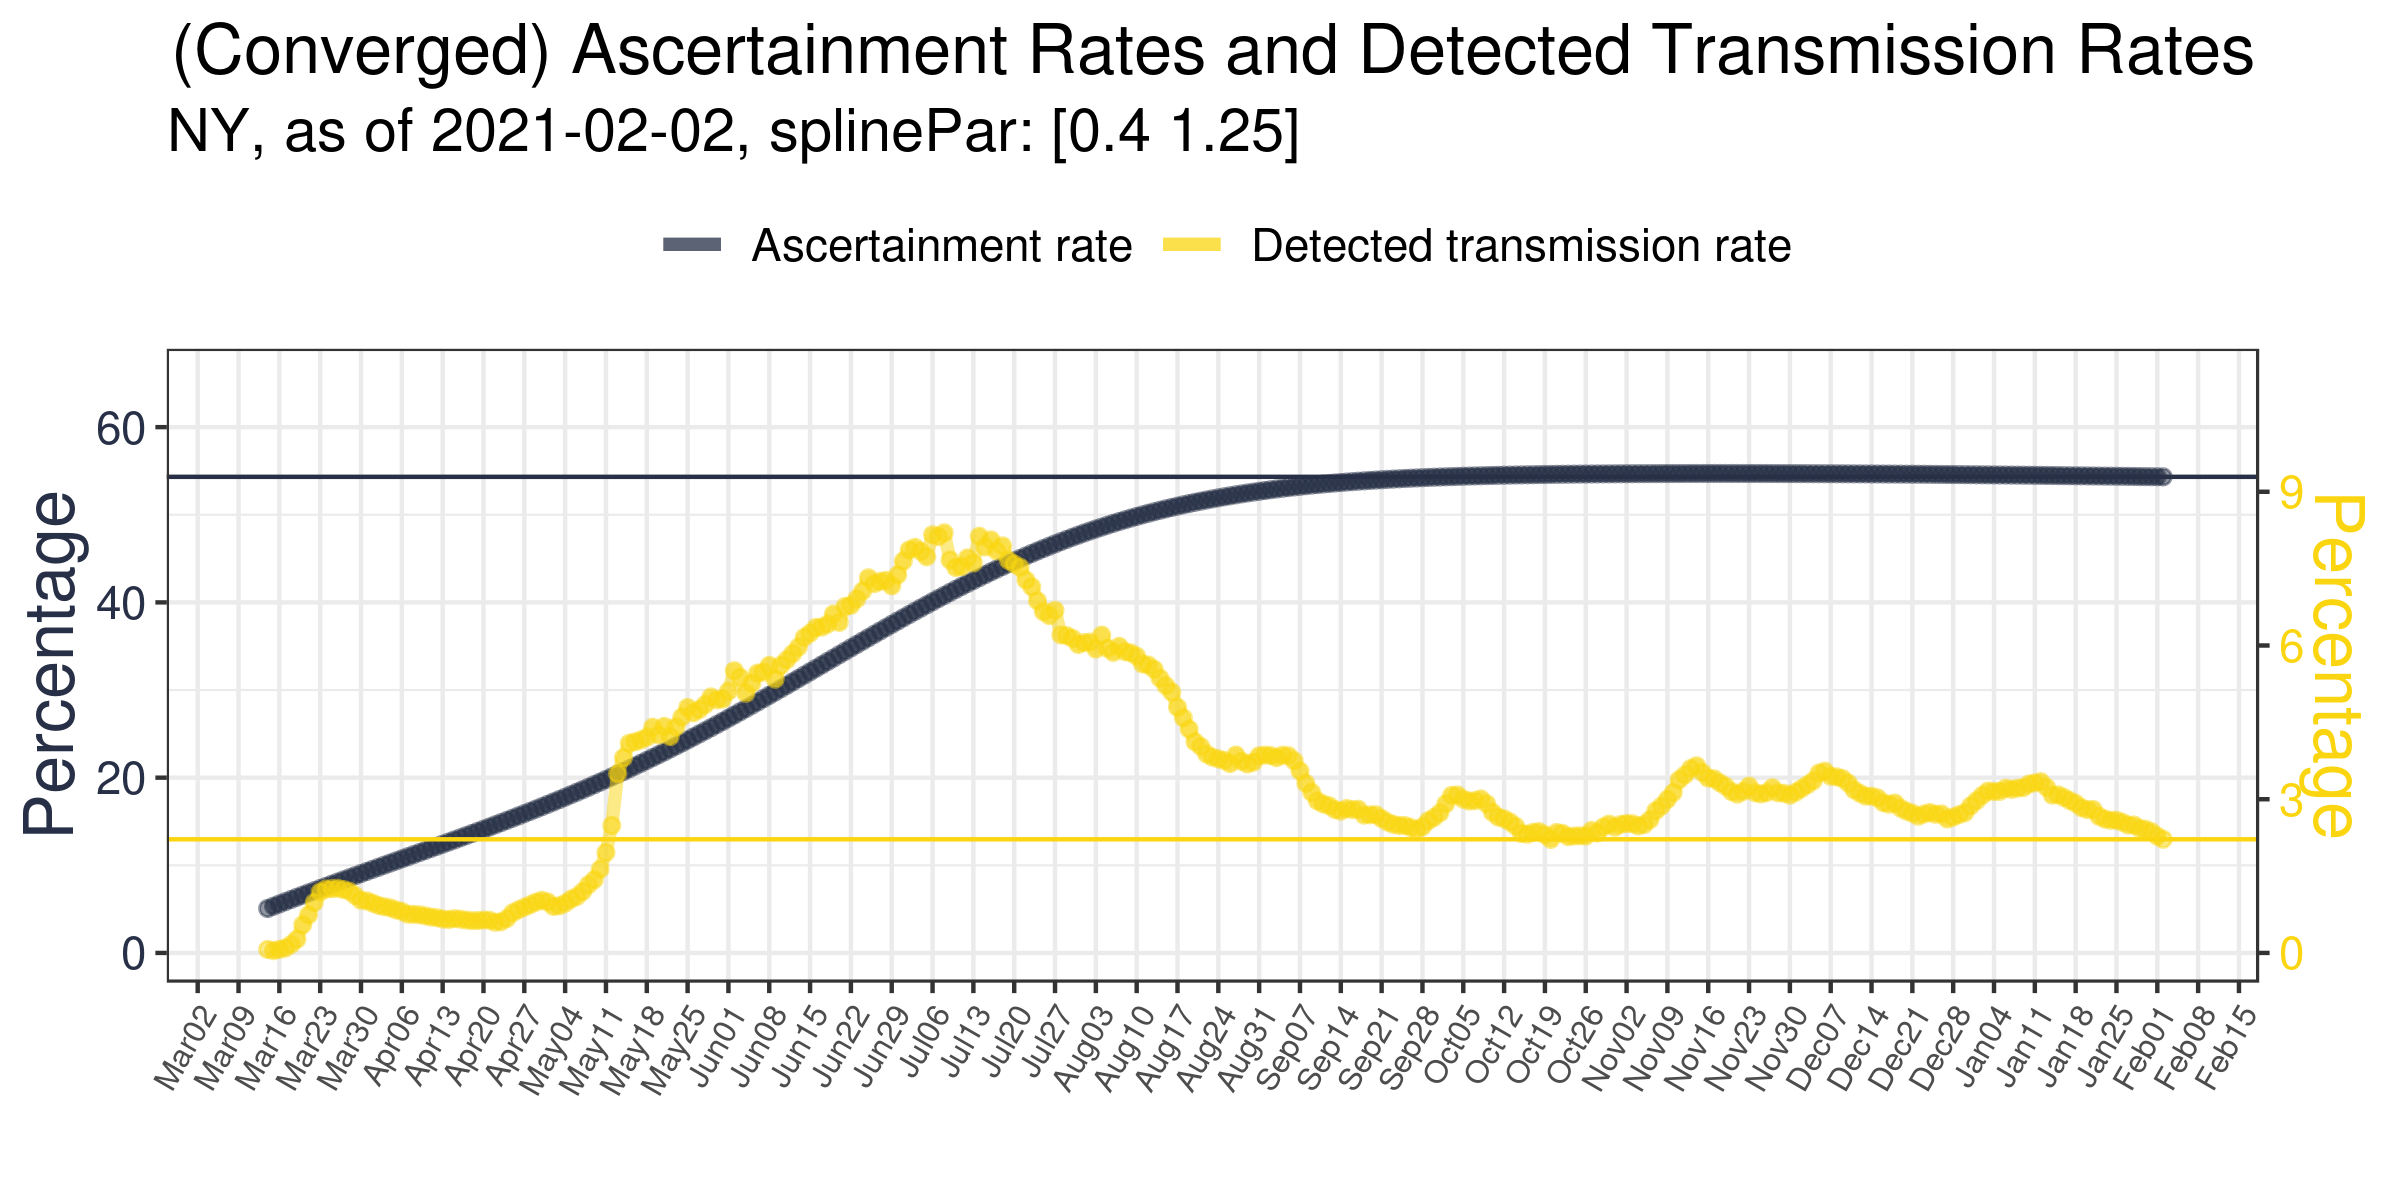 (Converged) Ascertainment Rates and Detected Transmission Rates
NY, as of 2021-02-02, splinePar: [0.4 1.25]
Ascertainment rate Detected transmission rate
Percentage
60
40
20
0
9
6
3
0
Percentage
Mar02 Mar09 Mar16 Mar23 Mar30 Apr06 Apr13 Apr20 Apr27 May04 May11 May18 May25 Jun01 Jun08 Jun15 Jun22 Jun29 Jul06 Jul13 Jul20 Jul27 Aug03 Aug10 Aug17 Aug24 Aug31 Sep07 Sep14 Sep21 Sep28 Oct05 Oct12 Oct19 Oct26 Nov02 Nov09 Nov16 Nov23 Nov30 Dec07 Dec14 Dec21 Dec28 Jan04 Jan11 Jan18 Jan25 Feb01 Feb08 Feb15